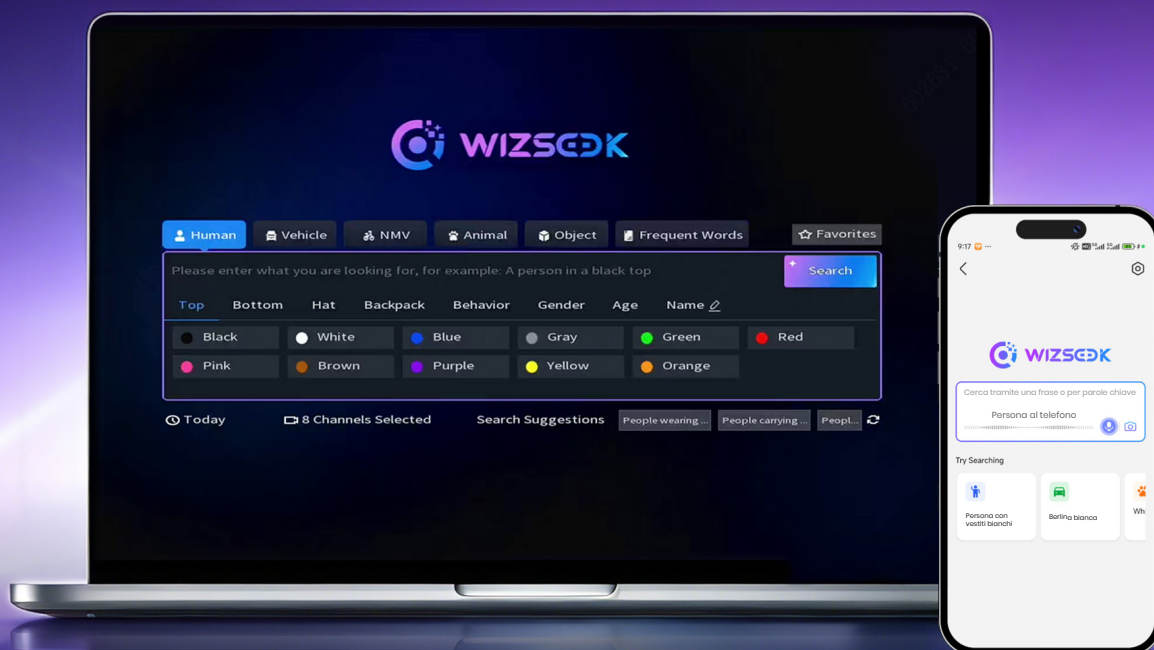 WIZSEEK
Human
Vehicle
NMV
Animal
Object
Frequent Words
Favorites
Please enter what you are looking for, for example: A person in a black top
Search
Top
Bottom
Hat
Backpack
Behavior
Gender
Age
Name
Black
White
Blue
Gray
Green
Red
Pink
Brown
Purple
Yellow
Orange
Today
8 Channels Selected
Search Suggestions
People wearing ...
People carrying ...
Peopl...
9:17
WIZSEEK
Cerca tramite una frase o per parole chiave
Persona al telefono
Try Searching
Persona con
vestiti bianchi
Berlina bianca
Wh